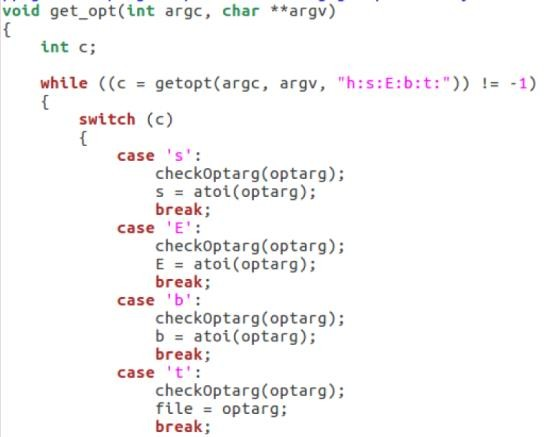 void get_opt(int argc, char **argv)
{
    int c;

    while ((c = getopt(argc, argv, "h:s:E:b:t:")) != -1)
    {
        switch (c)
        {
            case 's':
                checkOptarg(optarg);
                s = atoi(optarg);
                break;
            case 'E':
                checkOptarg(optarg);
                E = atoi(optarg);
                break;
            case 'b':
                checkOptarg(optarg);
                b = atoi(optarg);
                break;
            case 't':
                checkOptarg(optarg);
                file = optarg;
                break;